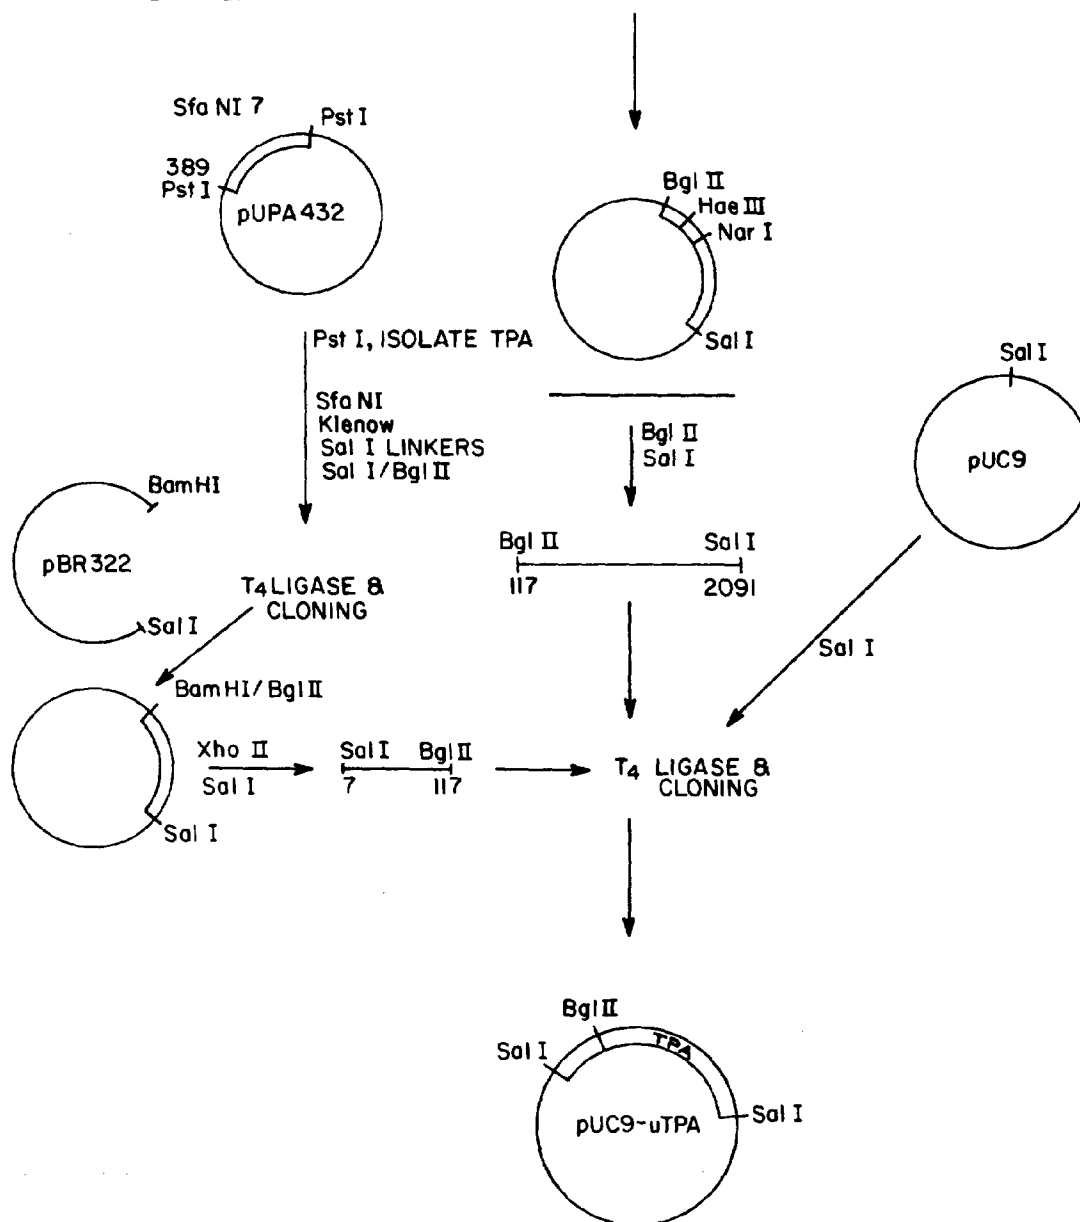 Sfa NI 7
Pst I
389
Pst I
pUPA432
Bgl II
Hae III
Nar I
Sal I
Pst I, ISOLATE TPA
Sfa NI
Klenow
Sal I LINKERS
Sal I/Bgl II
Bgl II
Sal I
Sal I
pUC9
BamHI
pBR322
Sal I
T4 LIGASE &
CLONING
Bgl II
Sal I
117
2091
Sal I
BamHI/Bgl II
Xho II
Sal I
Sal I
Bgl II
7
117
T4 LIGASE &
CLONING
Sal I
Bgl II
TPA
Sal I
Sal I
pUC9-uTPA